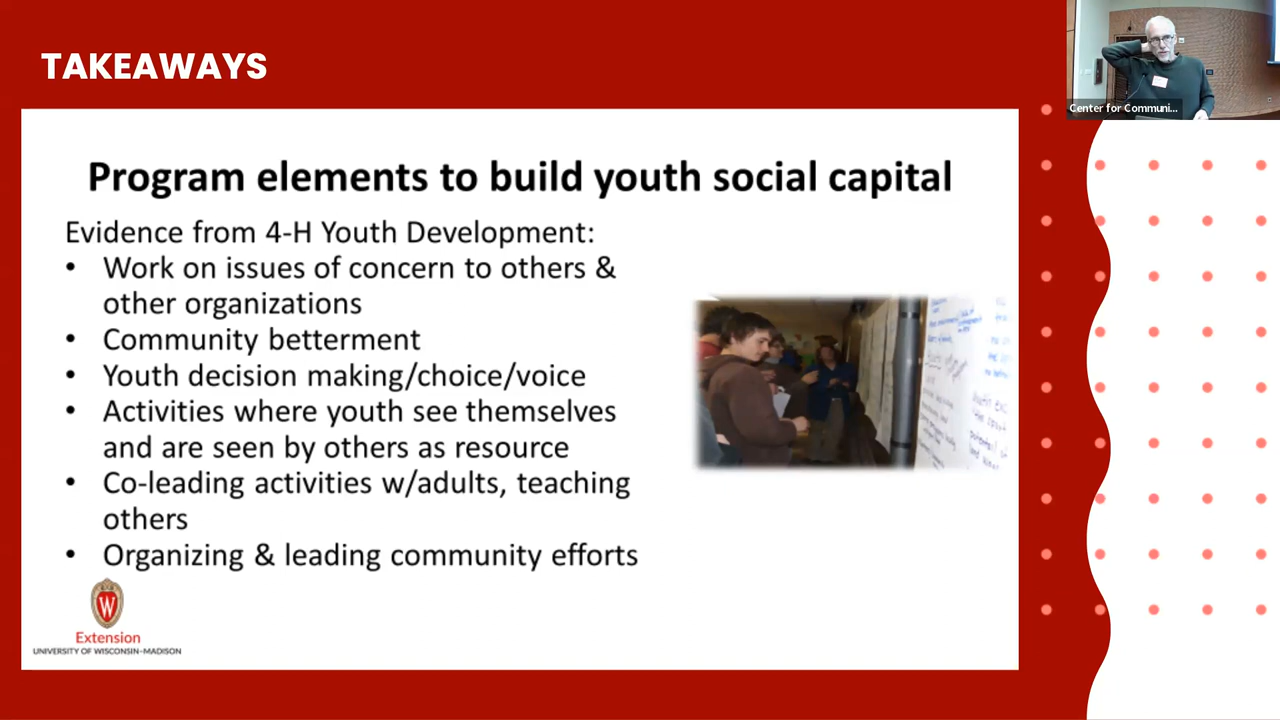 TAKEAWAYS
Center for Communi...
Program elements to build youth social capital
Evidence from 4-H Youth Development:
• Work on issues of concern to others &
other organizations
• Community betterment
• Youth decision making/choice/voice
• Activities where youth see themselves
and are seen by others as resource
• Co-leading activities w/adults, teaching
others
• Organizing & leading community efforts
W
Extension
UNIVERSITY OF WISCONSIN–MADISON